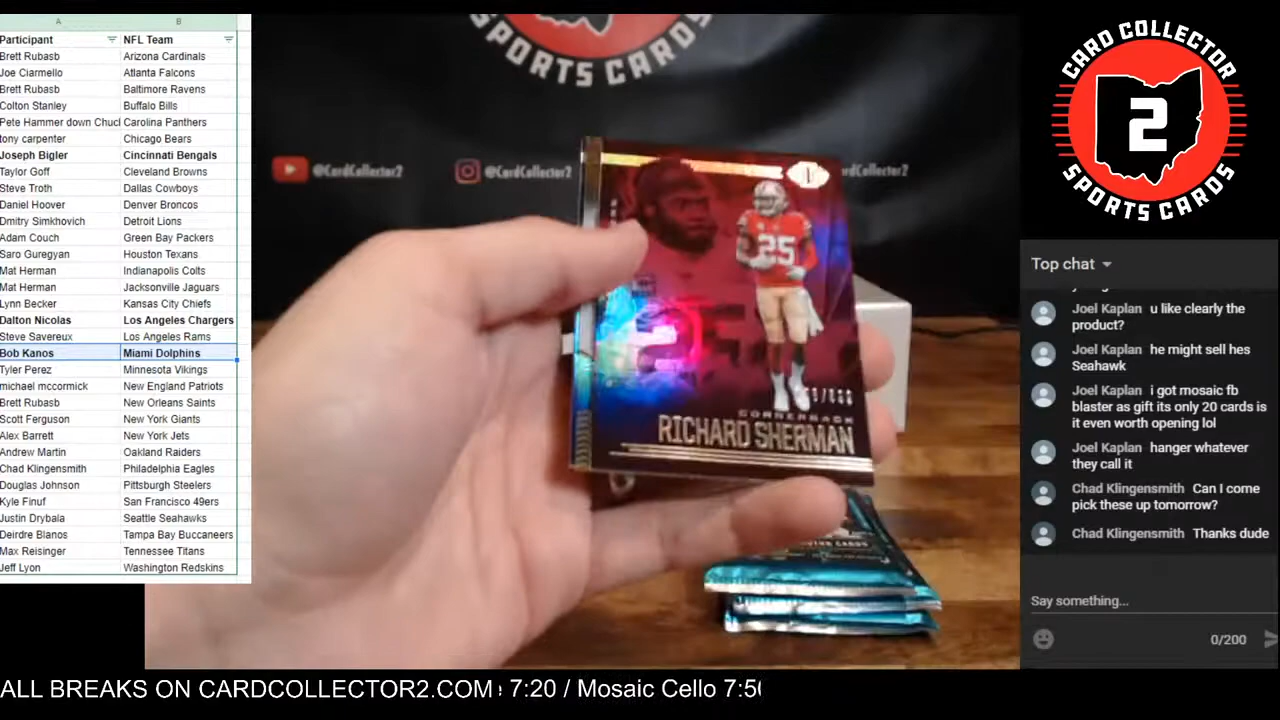 A B
Participant NFL Team
Brett Rubasb Arizona Cardinals
Joe Ciarmello Atlanta Falcons
Brett Rubasb Baltimore Ravens
Colton Stanley Buffalo Bills
Pete Hammer down Chucl Carolina Panthers
tony carpenter Chicago Bears
Joseph Bigler Cincinnati Bengals
Taylor Goff Cleveland Browns
Steve Troth Dallas Cowboys
Daniel Hoover Denver Broncos
Dmitry Simkhovich Detroit Lions
Adam Couch Green Bay Packers
Saro Guregyan Houston Texans
Mat Herman Indianapolis Colts
Mat Herman Jacksonville Jaguars
Lynn Becker Kansas City Chiefs
Dalton Nicolas Los Angeles Chargers
Steve Savereux Los Angeles Rams
Bob Kanos Miami Dolphins
Tyler Perez Minnesota Vikings
michael mccormick New England Patriots
Brett Rubasb New Orleans Saints
Scott Ferguson New York Giants
Alex Barrett New York Jets
Andrew Martin Oakland Raiders
Chad Klingensmith Philadelphia Eagles
Douglas Johnson Pittsburgh Steelers
Kyle Finuf San Francisco 49ers
Justin Drybala Seattle Seahawks
Deirdre Blanos Tampa Bay Buccaneers
Max Reisinger Tennessee Titans
Jeff Lyon Washington Redskins
SPORTS CARDS
@CardCollector2
@CardCollector2
CardCollector2
25
CORNERBACK
RICHARD SHERMAN
CARD COLLECTOR
2
SPORTS CARDS
Top chat
Joel Kaplan u like clearly the
product?
Joel Kaplan he might sell hes
Seahawk
Joel Kaplan i got mosaic fb
blaster as gift its only 20 cards is
it even worth opening lol
Joel Kaplan hanger whatever
they call it
Chad Klingensmith Can I come
pick these up tomorrow?
Chad Klingensmith Thanks dude
Say something...
0/200
ALL BREAKS ON CARDCOLLECTOR2.COM : 7:20 / Mosaic Cello 7:50